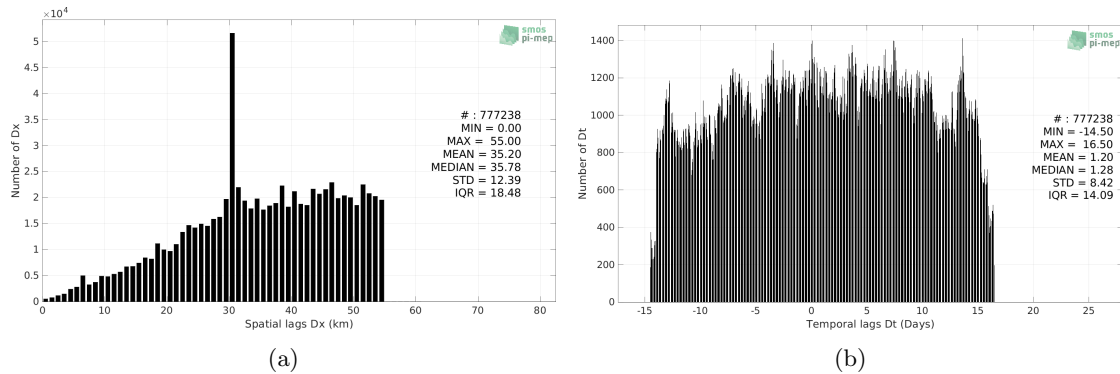 ×10⁴
5
4.5
4
3.5
3
2.5
2
1.5
1
0.5
0
Number of Dx
0 10 20 30 40 50 60 70 80
Spatial lags Dx (km)
smos
pi-mep
# : 777238
MIN = 0.00
MAX = 55.00
MEAN = 35.20
MEDIAN = 35.78
STD = 12.39
IQR = 18.48
(a)
1400
1200
1000
800
600
400
200
0
Number of Dt
-15 -10 -5 0 5 10 15 20 25
Temporal lags Dt (Days)
smos
pi-mep
# : 777238
MIN = -14.50
MAX = 16.50
MEAN = 1.20
MEDIAN = 1.28
STD = 8.42
IQR = 14.09
(b)